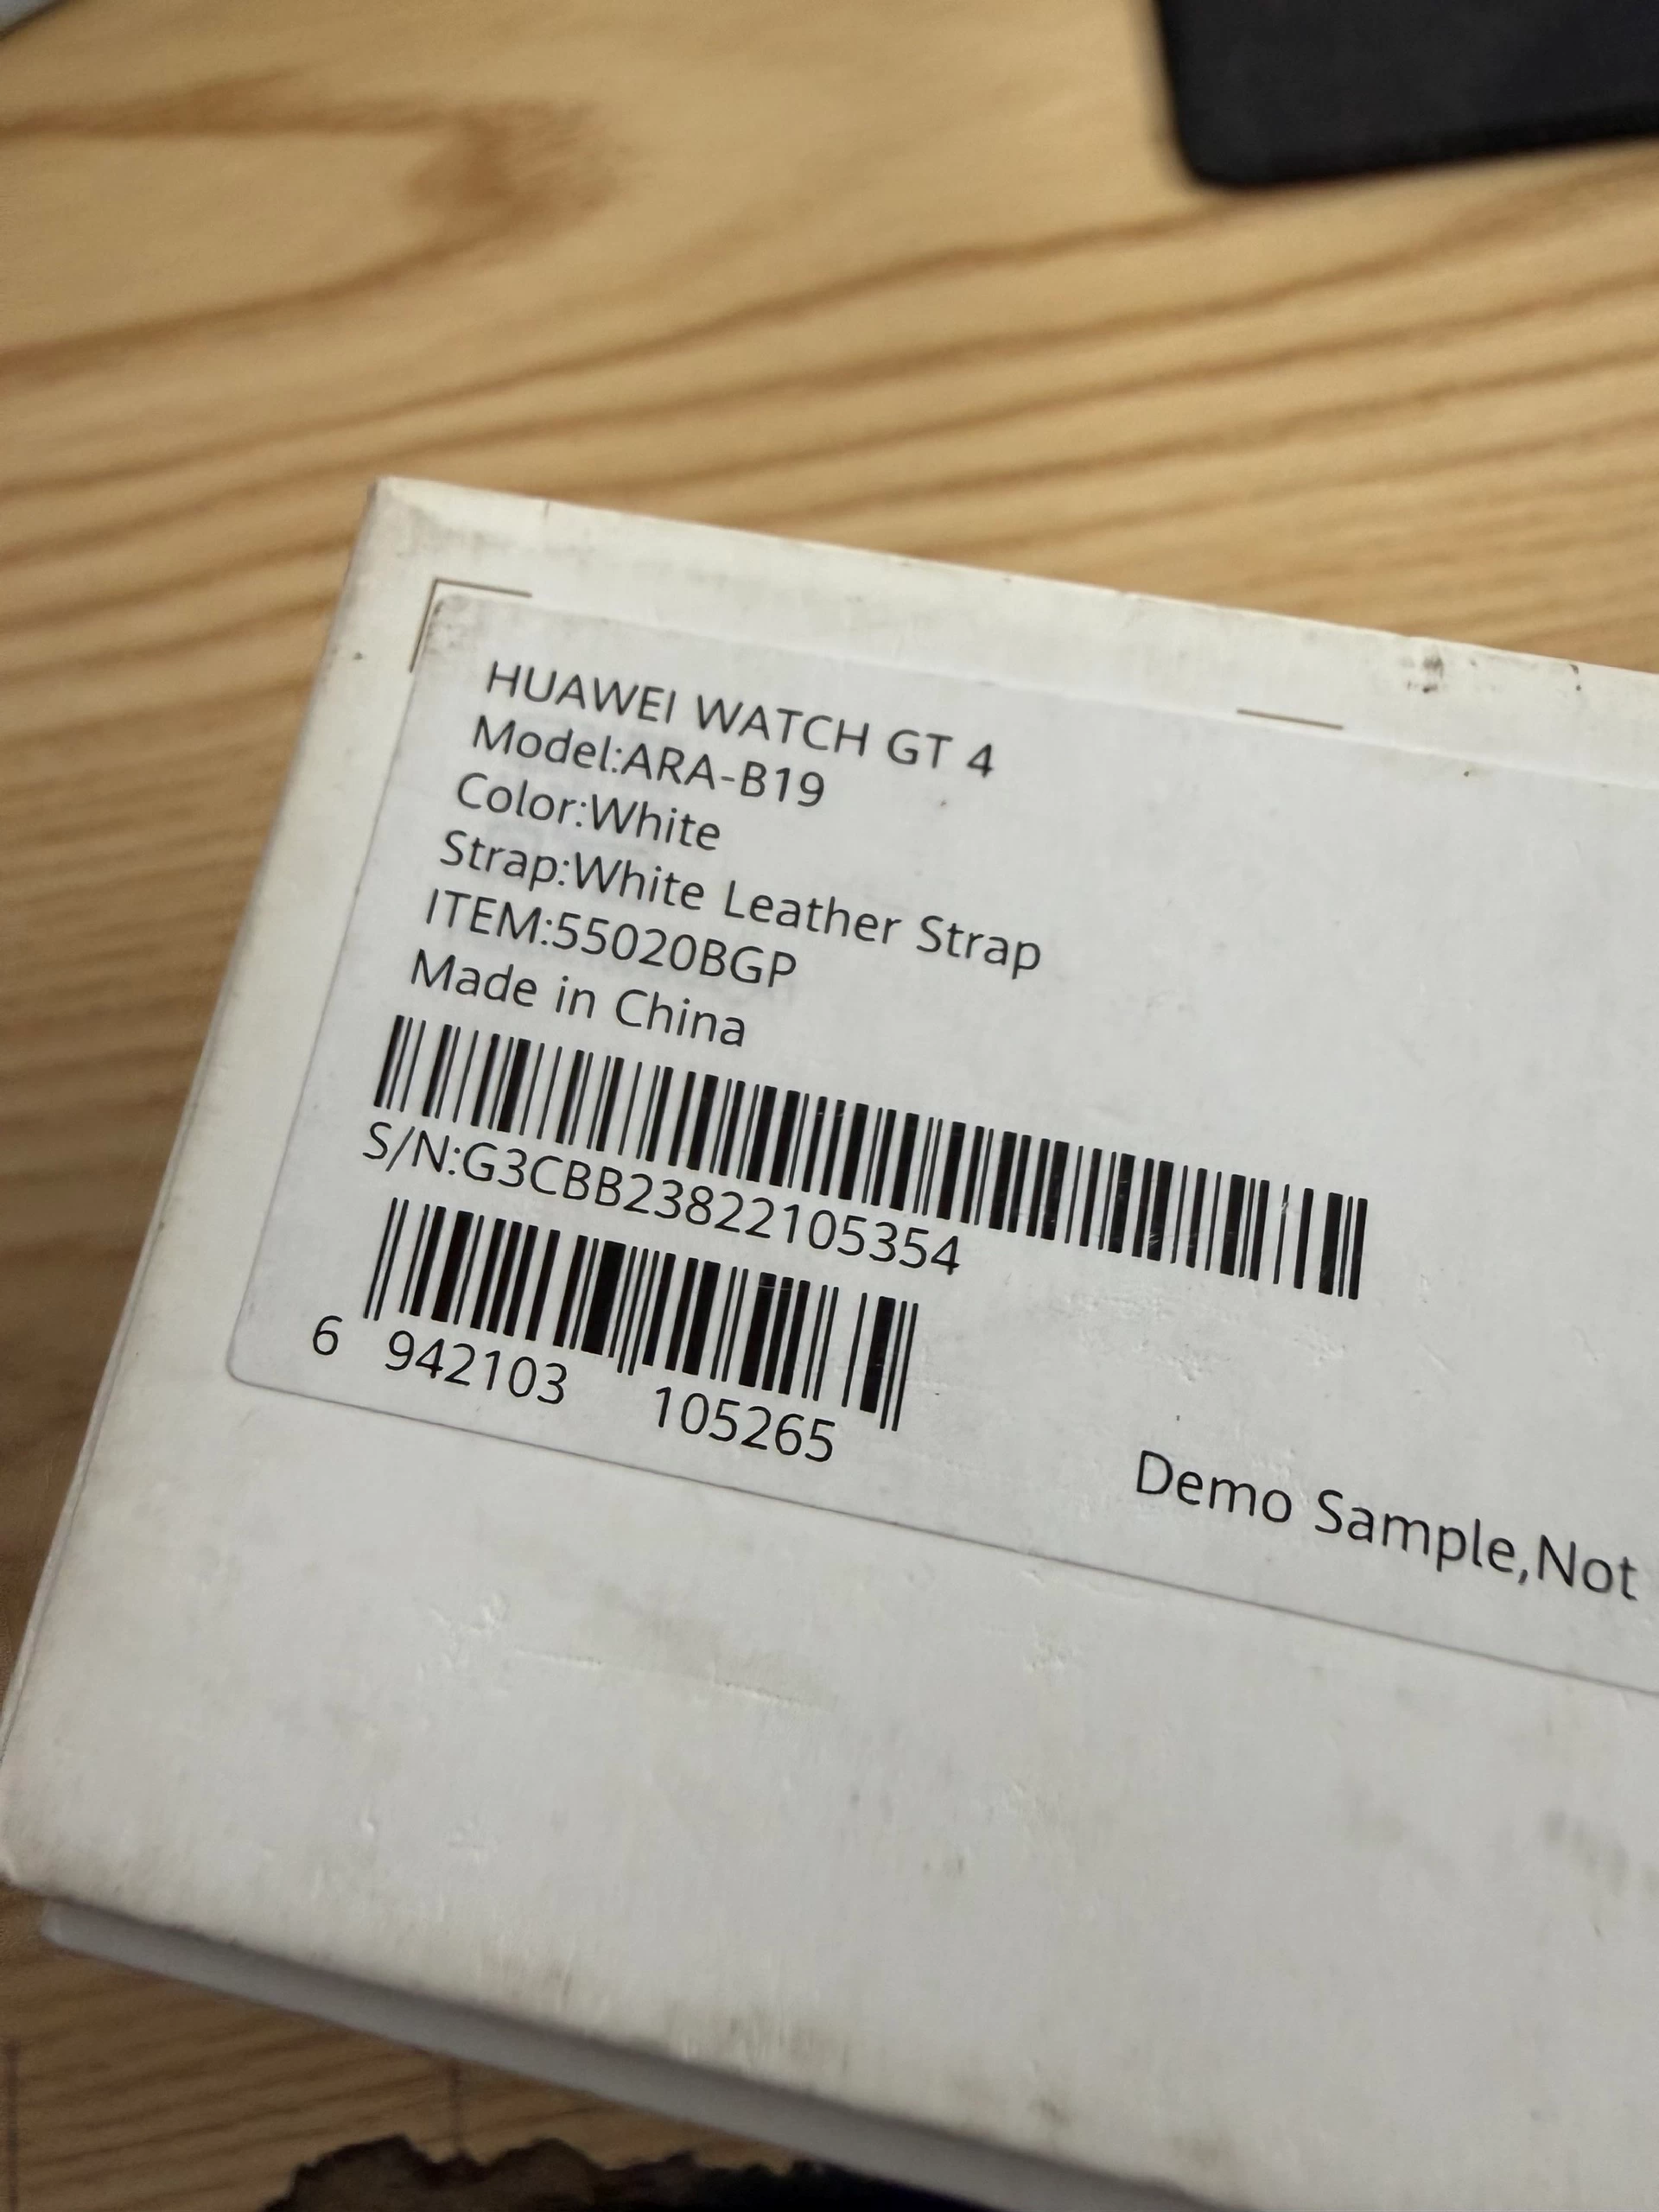 HUAWEI WATCH GT 4
Model:ARA-B19
Color:White
Strap:White Leather Strap
ITEM:55020BGP
Made in China
S/N:G3CBB23822105354
6 942103 105265
Demo Sample,Not